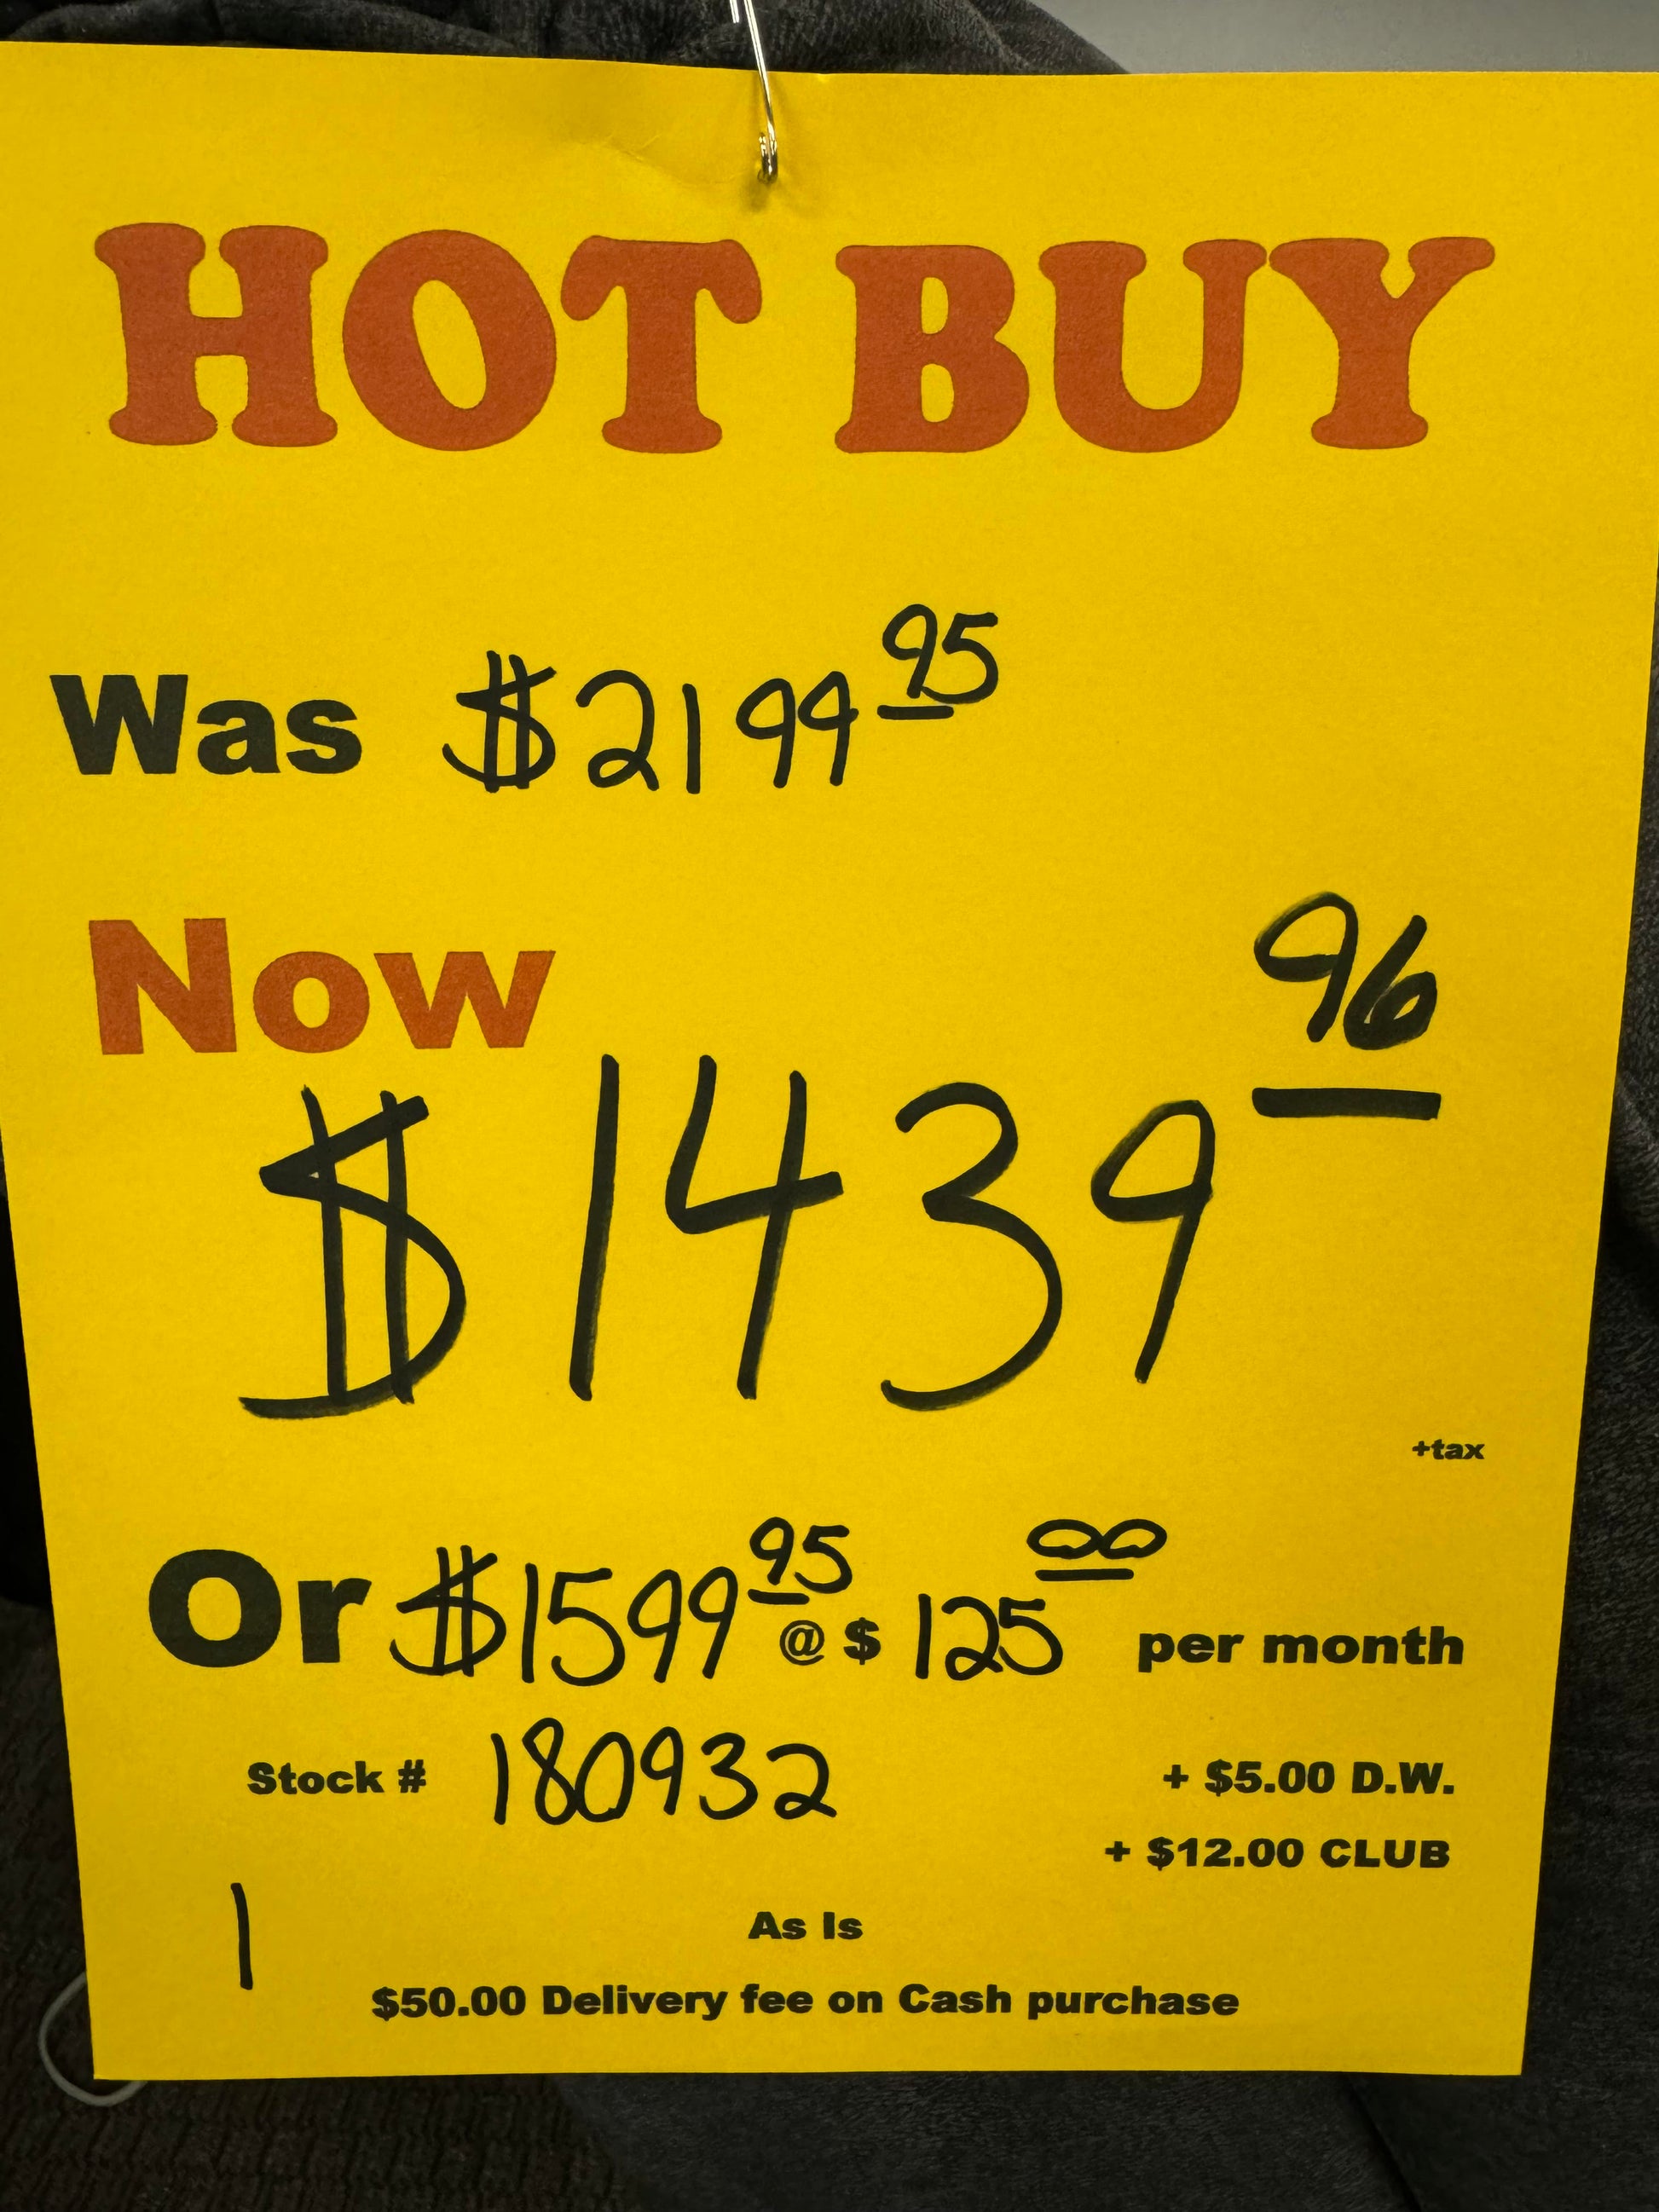 HOT BUY
Was $2199 95
Now
$1439 96
+tax
Or $1599 95 @ $ 125 00 per month
Stock # 180932
+ $5.00 D.W.
+ $12.00 CLUB
1
As Is
$50.00 Delivery fee on Cash purchase